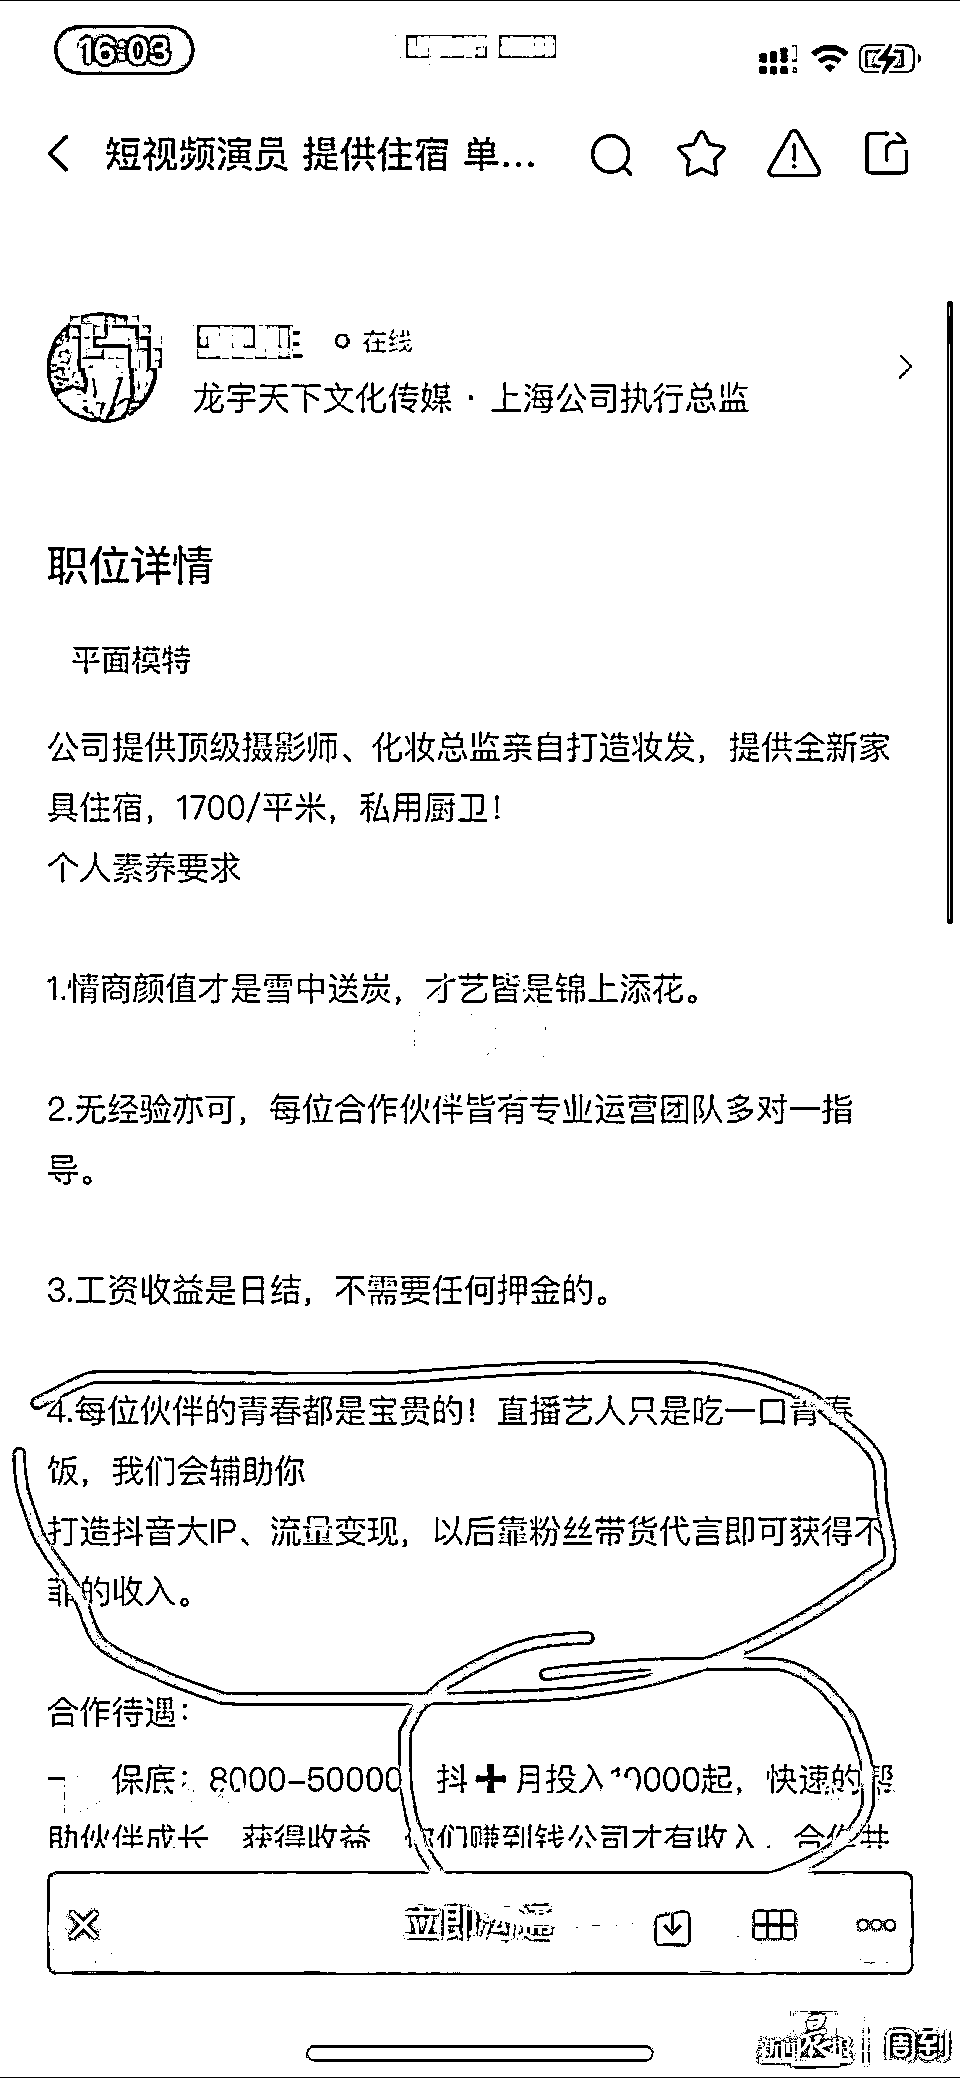 16:03
短视频演员 提供住宿 单...
在线
龙宇天下文化传媒 · 上海公司执行总监
职位详情
平面模特
公司提供顶级摄影师、化妆总监亲自打造妆发，提供全新家
具住宿，1700/平米，私用厨卫！
个人素养要求
1.情商颜值才是雪中送炭，才艺皆是锦上添花。
2.无经验亦可，每位合作伙伴皆有专业运营团队多对一指
导。
3.工资收益是日结，不需要任何押金的。
4.每位伙伴的青春都是宝贵的！直播艺人只是吃一口青春
饭，我们会辅助你
打造抖音大IP、流量变现，以后靠粉丝带货代言即可获得不
菲的收入。
合作待遇：
一 保底：8000-50000 抖➕月投入10000起，快速的帮
助伙伴成长 获得收益 你们赚到钱公司才有收入，合作共
立即沟通
周到